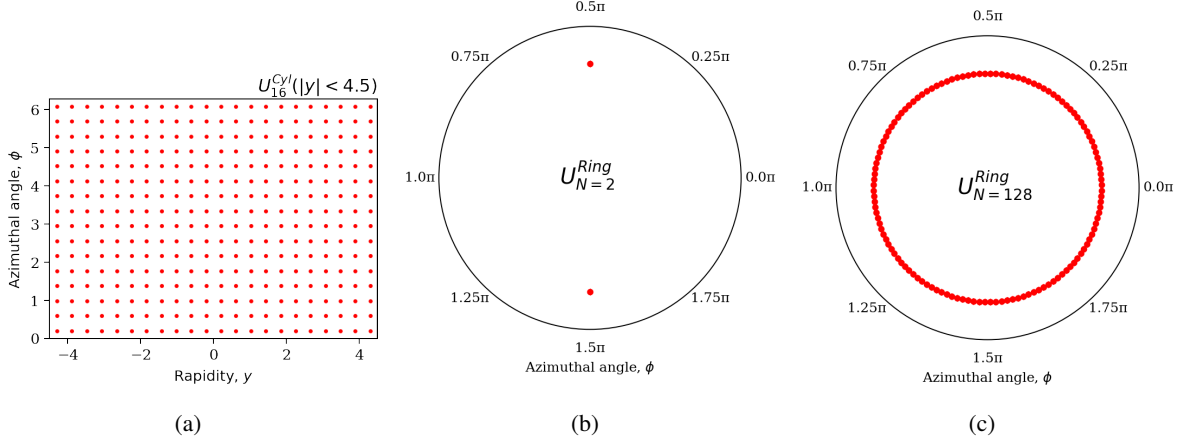 U_{16}^{Cyl}(|y| < 4.5)
6
5
4
3
2
1
0
Azimuthal angle, ϕ
−4
−2
0
2
4
Rapidity, y
(a)
0.5π
0.75π
0.25π
1.0π
U_{N=2}^{Ring}
0.0π
1.25π
1.75π
1.5π
Azimuthal angle, ϕ
(b)
0.5π
0.75π
0.25π
1.0π
U_{N=128}^{Ring}
0.0π
1.25π
1.75π
1.5π
Azimuthal angle, ϕ
(c)